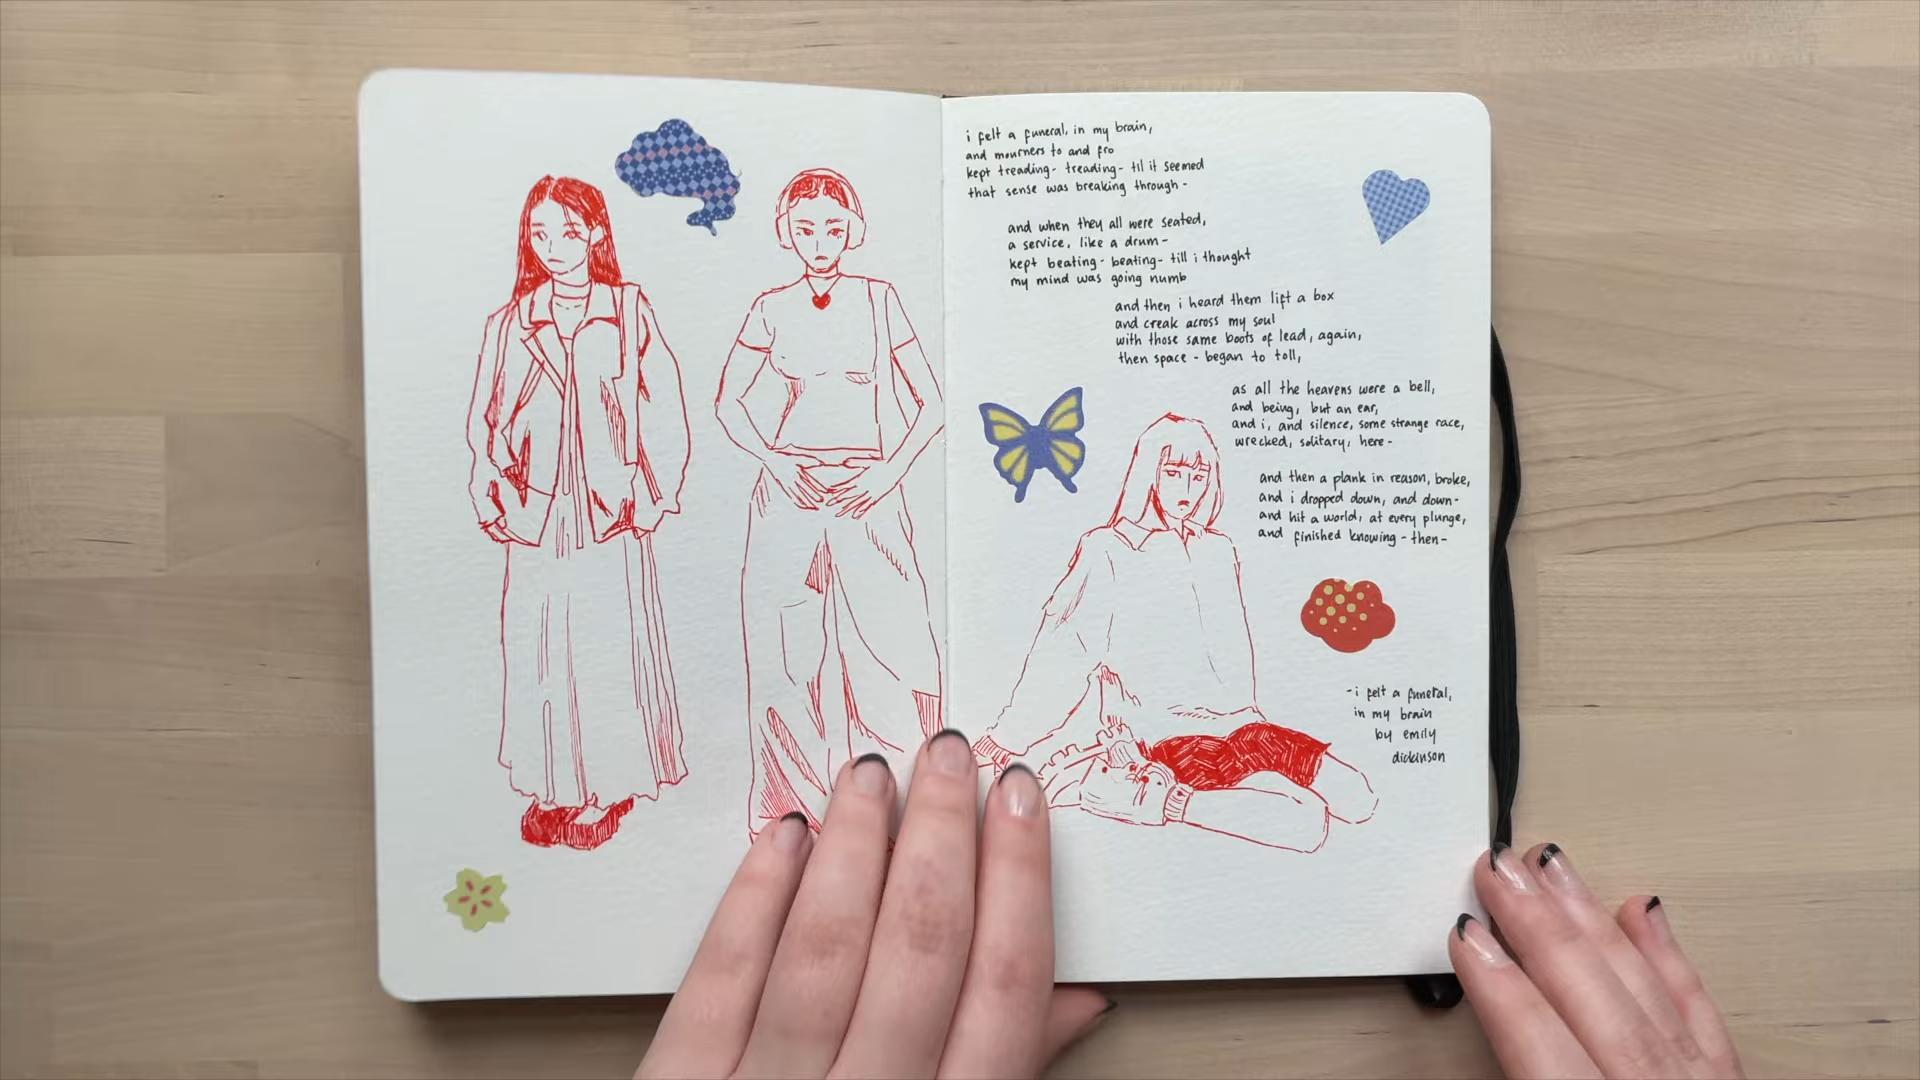 i felt a funeral, in my brain,
and mourners to and fro
kept treading- treading- til it seemed
that sense was breaking through-
and when they all were seated,
a service, like a drum-
kept beating- beating- till i thought
my mind was going numb
and then i heard them lift a box
and creak across my soul
with those same boots of lead, again,
then space - began to toll,
as all the heavens were a bell,
and being, but an ear,
and i, and silence, some strange race,
wrecked, solitary, here-
and then a plank in reason, broke,
and i dropped down, and down-
and hit a world, at every plunge,
and finished knowing - then-
- i felt a funeral,
in my brain
by emily
dickinson